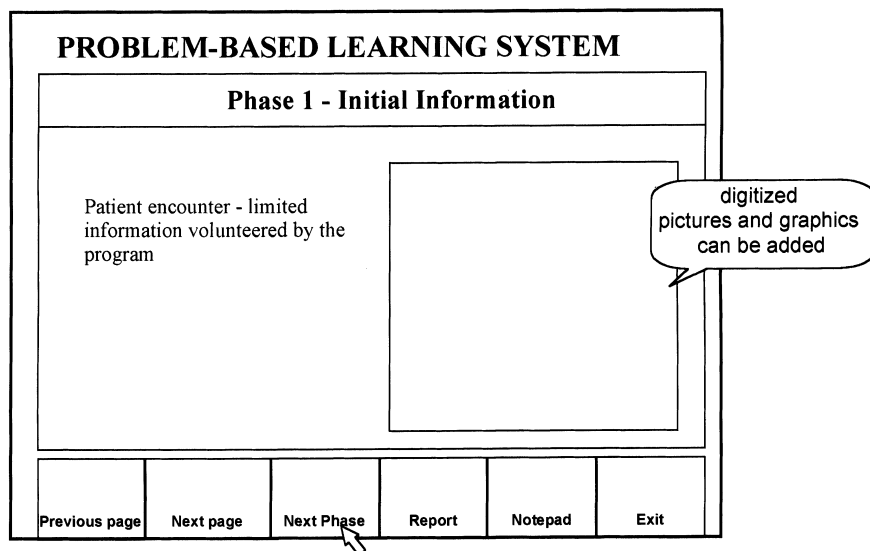 PROBLEM-BASED LEARNING SYSTEM
Phase 1 - Initial Information
Patient encounter - limited
information volunteered by the
program
digitized
pictures and graphics
can be added
Previous page
Next page
Next Phase
Report
Notepad
Exit